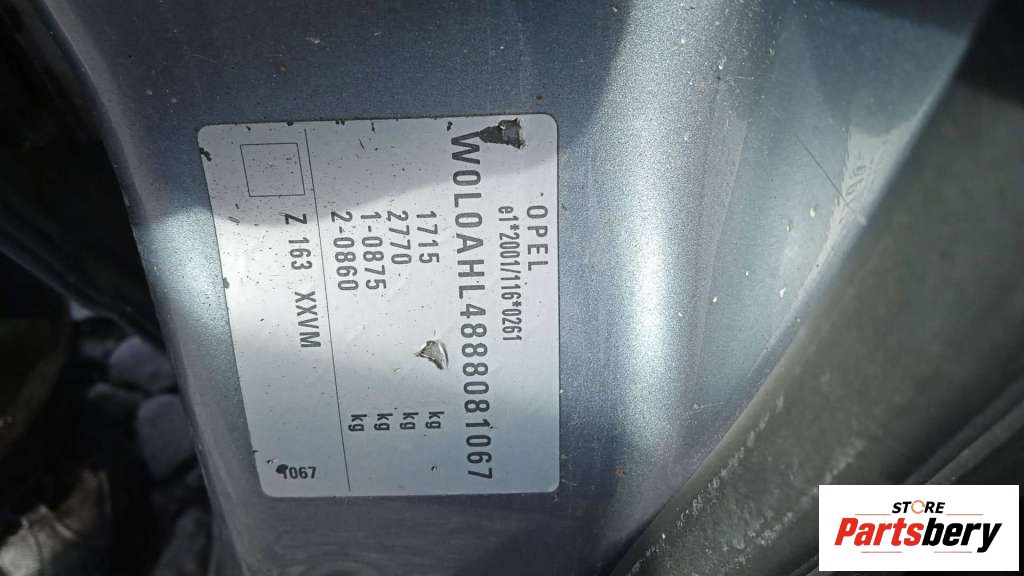 OPEL
e1*2001/116*0261
W0L0AHL4888081067
1715 kg
2770 kg
1-0875 kg
2-0860 kg
Z 163 XXVM
1067
STORE
Partsbery